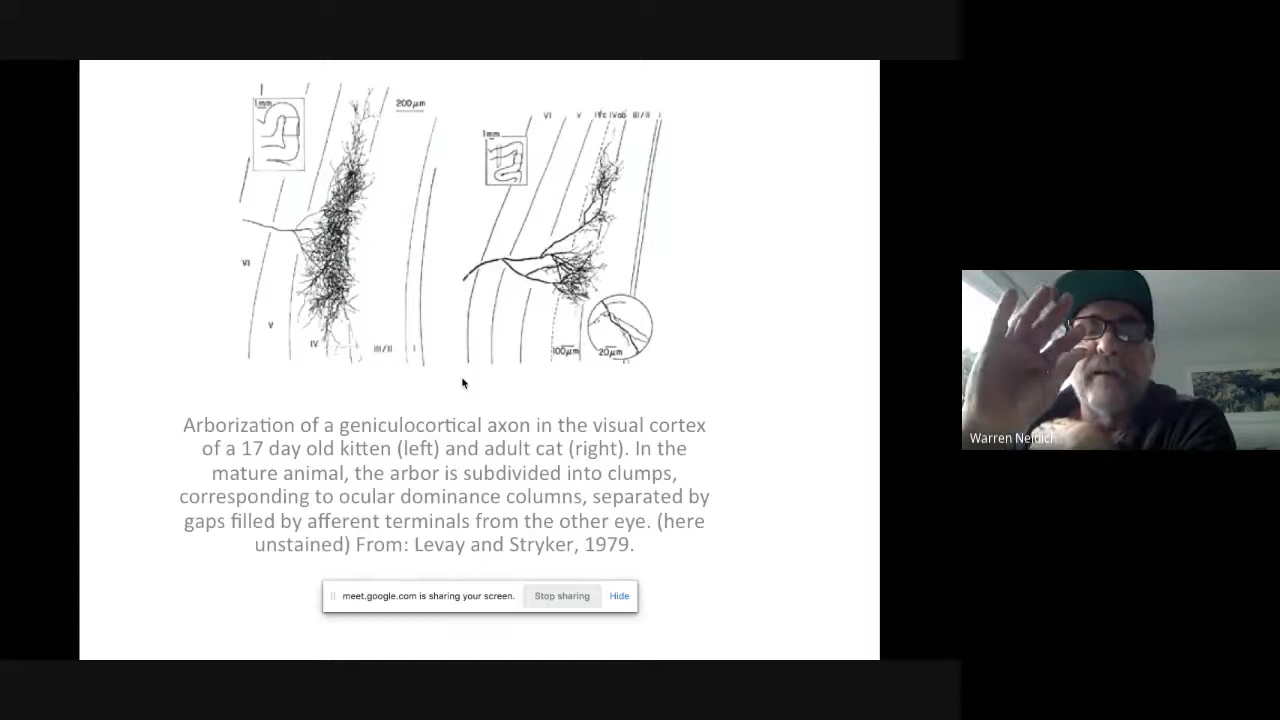 1mm
200 µm
VI
V
IV
III/II
I
1mm
VI V IVc IVab III/II I
100µm
20µm
Arborization of a geniculocortical axon in the visual cortex
of a 17 day old kitten (left) and adult cat (right). In the
mature animal, the arbor is subdivided into clumps,
corresponding to ocular dominance columns, separated by
gaps filled by afferent terminals from the other eye. (here
unstained) From: Levay and Stryker, 1979.
meet.google.com is sharing your screen. Stop sharing Hide
Warren Neidich